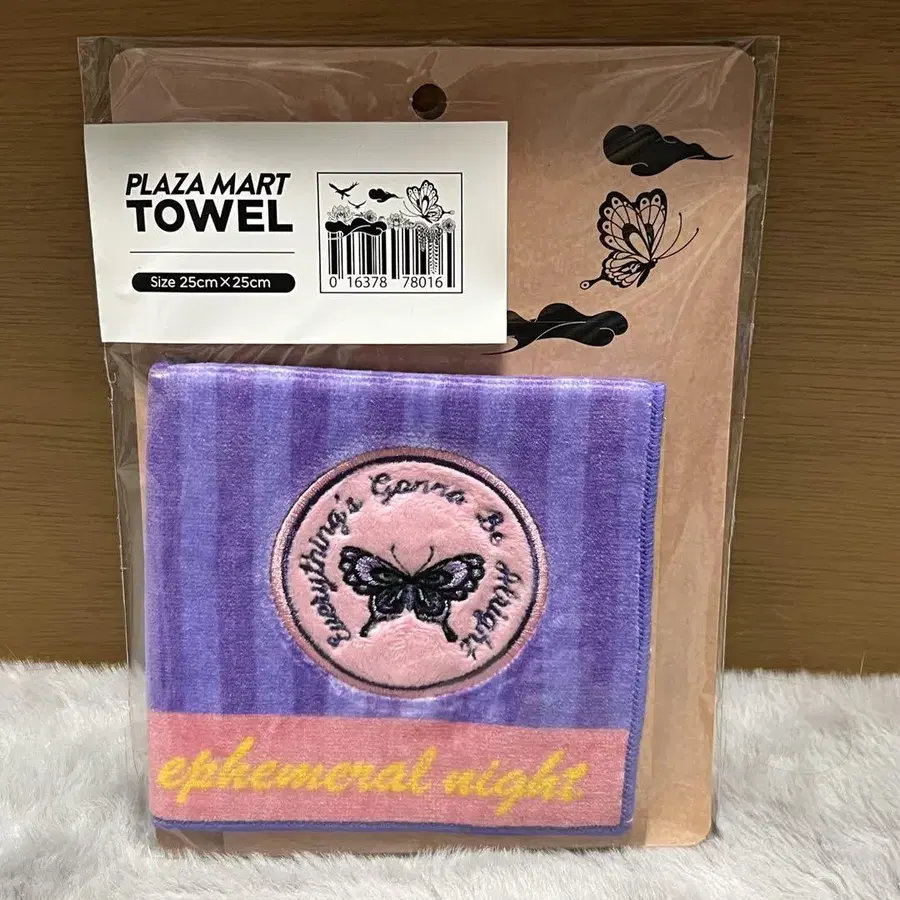 PLAZA MART
TOWEL
Size 25cm×25cm
0 16378 78016
Everything's Gonna Be Alright
ephemeral night